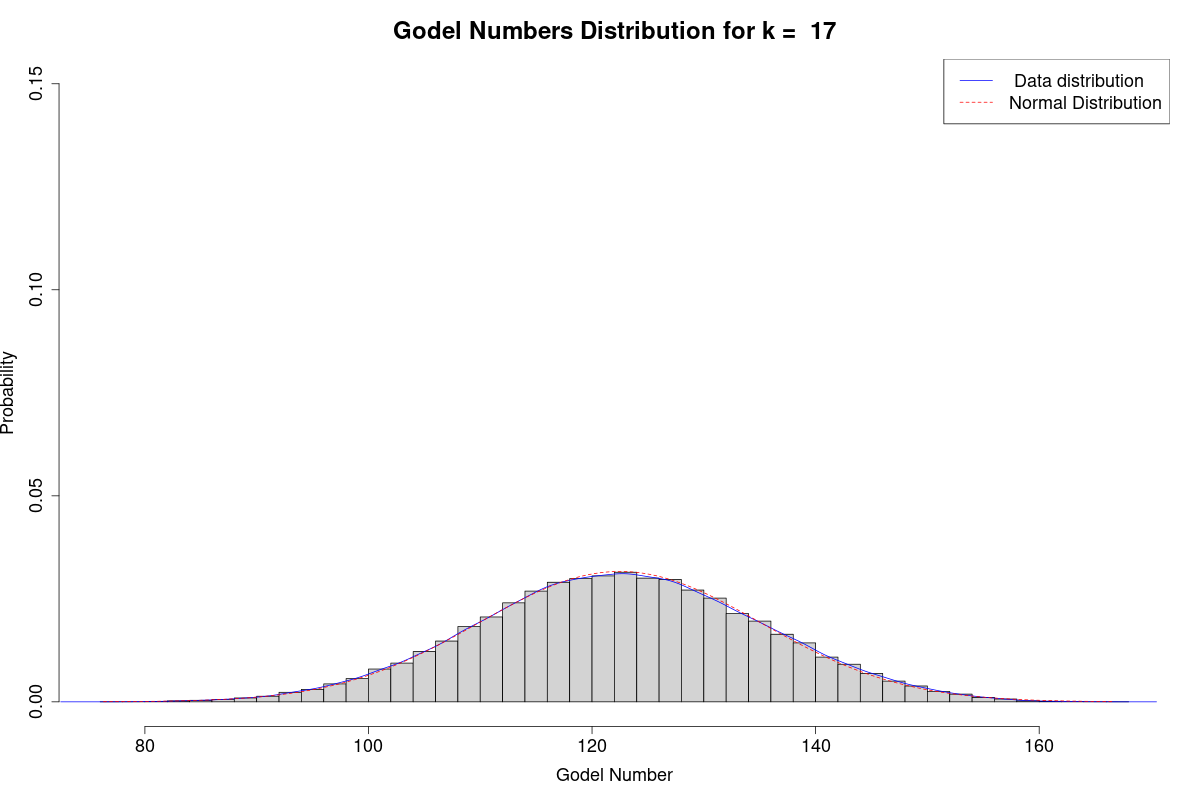 Godel Numbers Distribution for k =  17
Data distribution
Normal Distribution
0.15
0.10
0.05
0.00
Probability
80 100 120 140 160
Godel Number